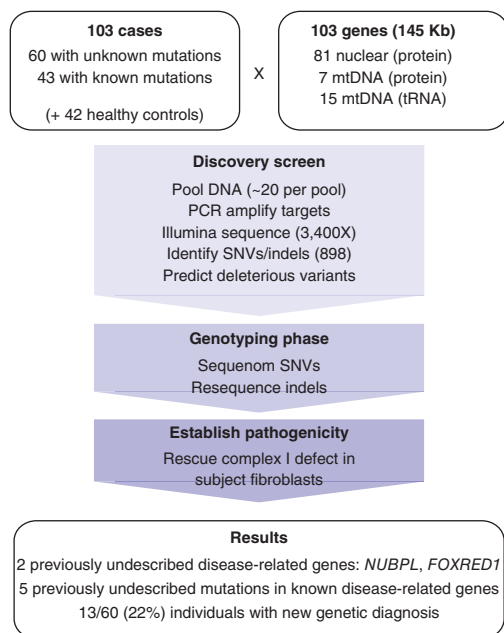 103 cases
60 with unknown mutations
43 with known mutations
(+ 42 healthy controls)
X
103 genes (145 Kb)
81 nuclear (protein)
7 mtDNA (protein)
15 mtDNA (tRNA)
Discovery screen
Pool DNA (~20 per pool)
PCR amplify targets
Illumina sequence (3,400X)
Identify SNVs/indels (898)
Predict deleterious variants
Genotyping phase
Sequenom SNVs
Resequence indels
Establish pathogenicity
Rescue complex I defect in
subject fibroblasts
Results
2 previously undescribed disease-related genes: NUBPL, FOXRED1
5 previously undescribed mutations in known disease-related genes
13/60 (22%) individuals with new genetic diagnosis